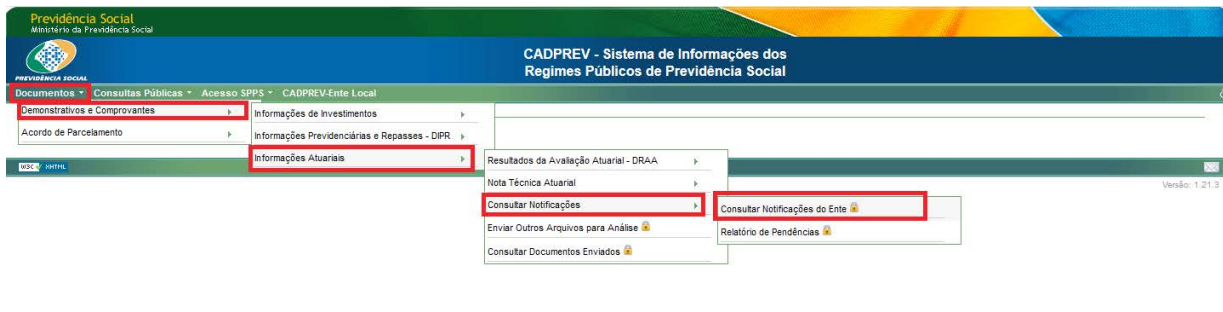 Previdência Social
Ministério da Previdência Social
PREVIDÊNCIA SOCIAL
CADPREV - Sistema de Informações dos
Regimes Públicos de Previdência Social
Documentos Consultas Públicas Acesso SPPS CADPREV-Ente Local
Demonstrativos e Comprovantes
Acordo de Parcelamento
Informações de Investimentos
Informações Previdenciárias e Repasses - DIPR
Informações Atuariais
Resultados da Avaliação Atuarial - DRAA
Nota Técnica Atuarial
Consultar Notificações
Enviar Outros Arquivos para Análise
Consultar Documentos Enviados
Consultar Notificações do Ente
Relatório de Pendências
W3C XHTML
Versão: 1.21.3